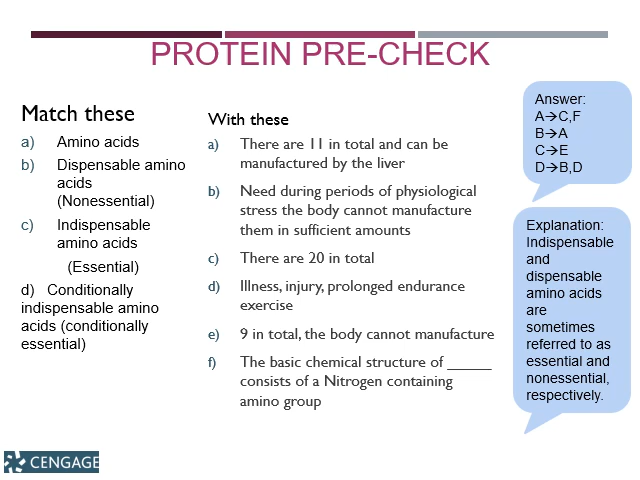 PROTEIN PRE-CHECK
Match these
a) Amino acids
b) Dispensable amino
acids
(Nonessential)
c) Indispensable
amino acids
(Essential)
d) Conditionally
indispensable amino
acids (conditionally
essential)
With these
a) There are 11 in total and can be
manufactured by the liver
b) Need during periods of physiological
stress the body cannot manufacture
them in sufficient amounts
c) There are 20 in total
d) Illness, injury, prolonged endurance
exercise
e) 9 in total, the body cannot manufacture
f) The basic chemical structure of _____
consists of a Nitrogen containing
amino group
Answer:
A→C,F
B→A
C→E
D→B,D
Explanation:
Indispensable
and
dispensable
amino acids
are
sometimes
referred to as
essential and
nonessential,
respectively.
CENGAGE